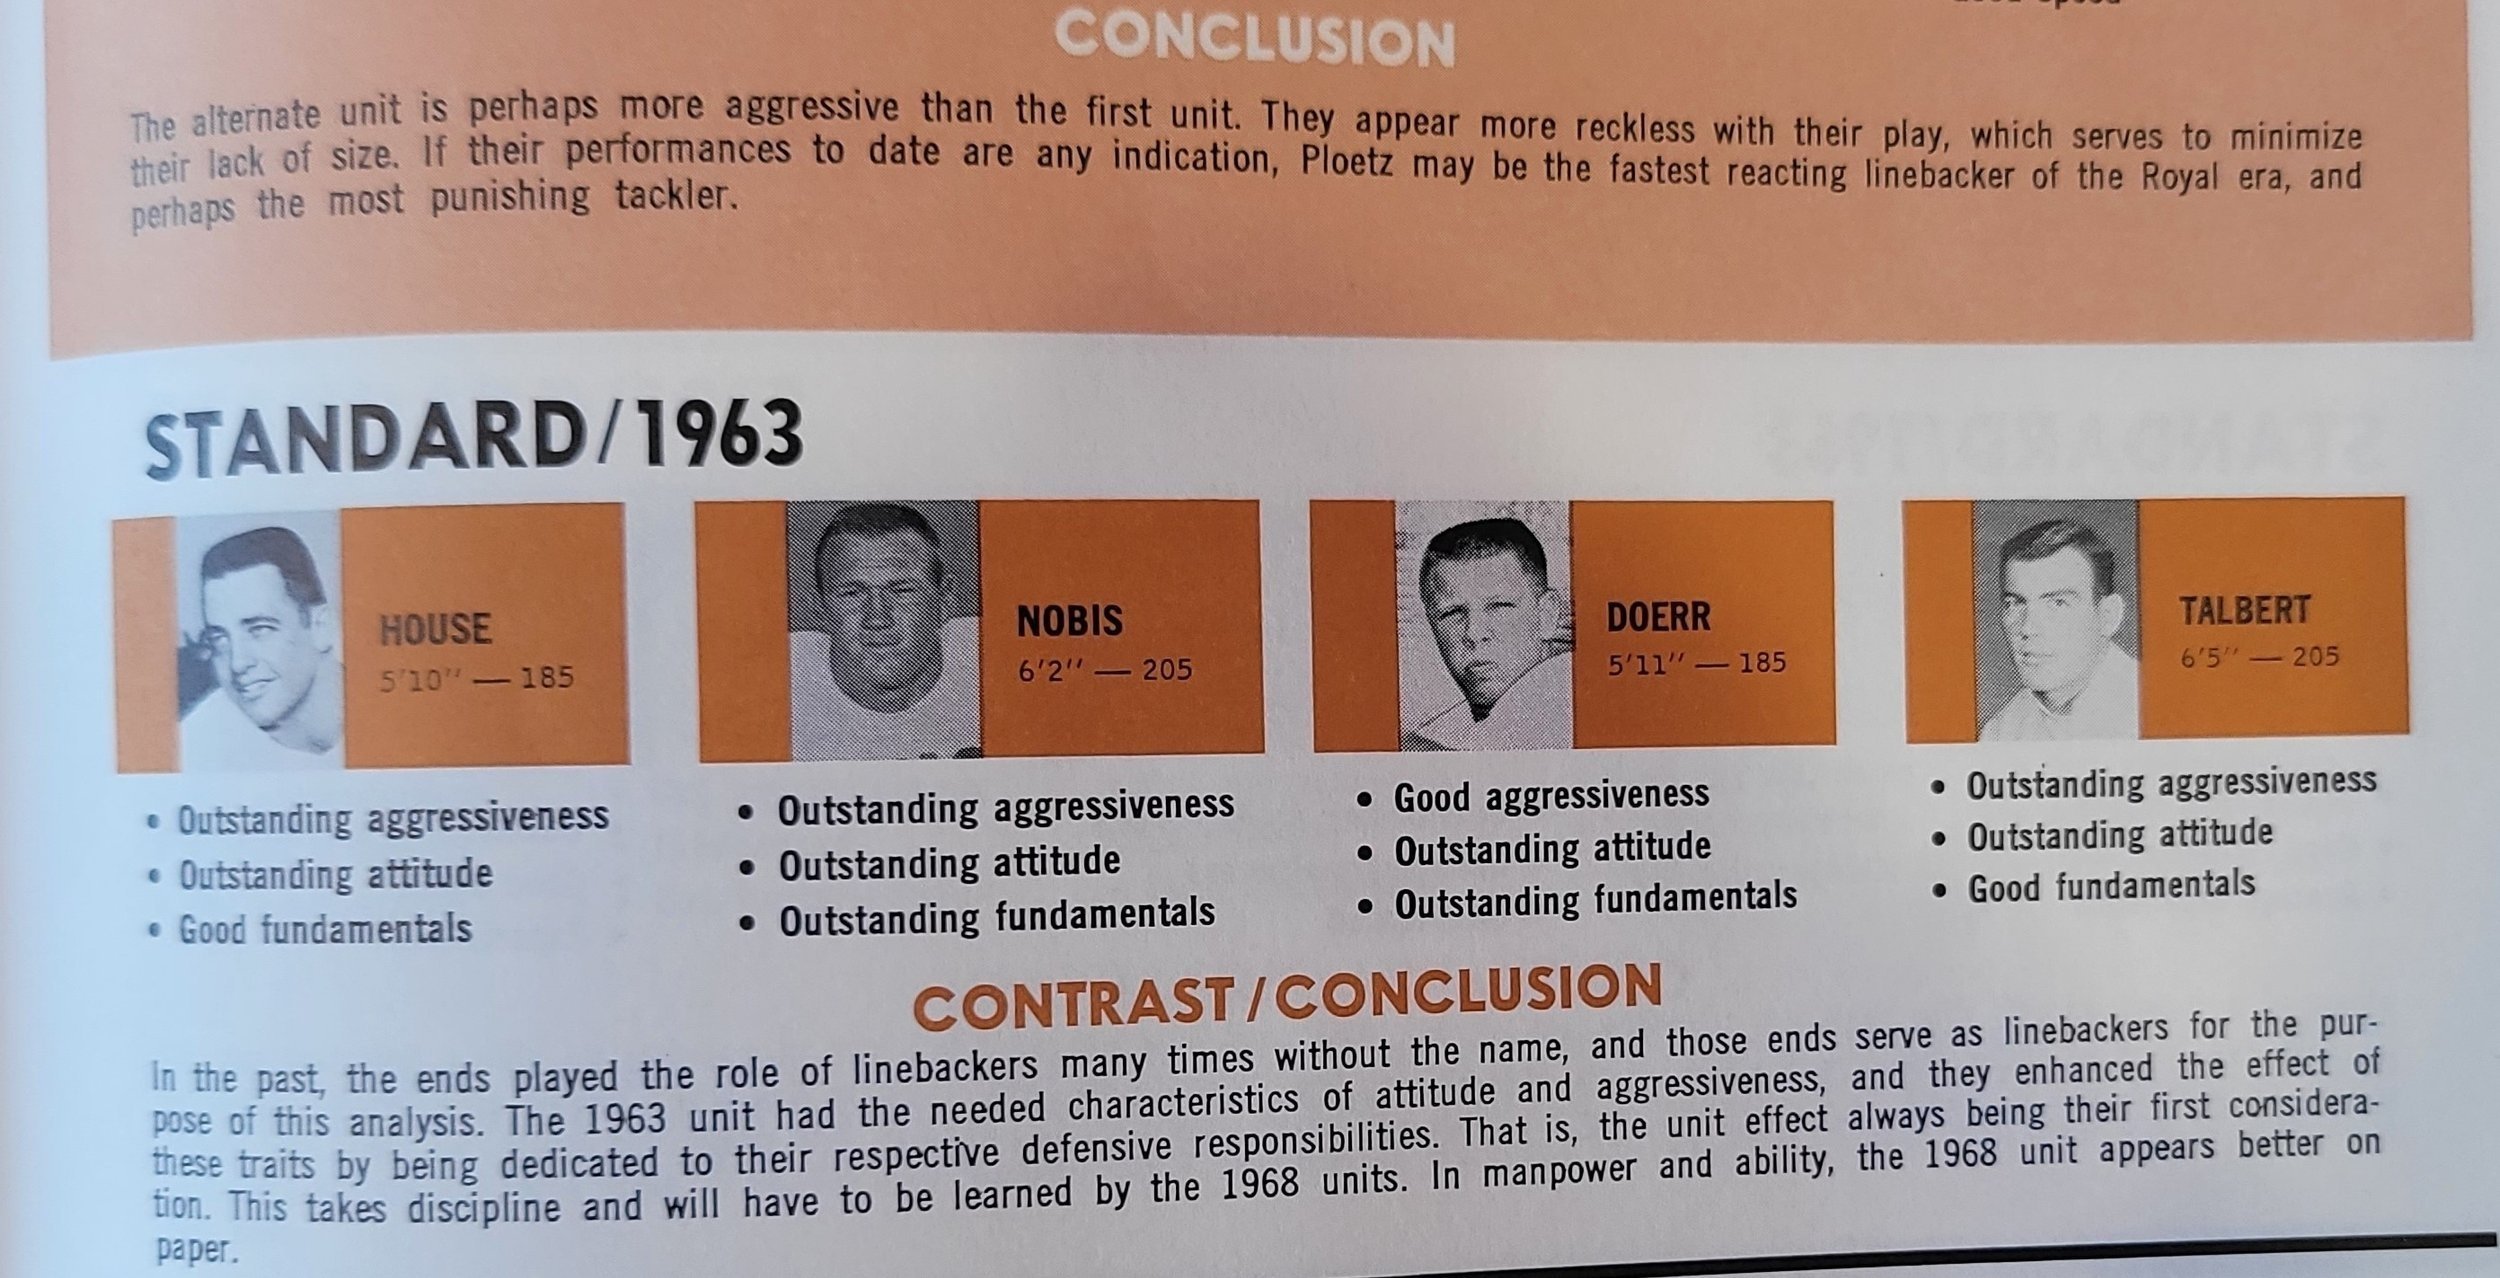 CONCLUSION
The alternate unit is perhaps more aggressive than the first unit. They appear more reckless with their play, which serves to minimize
their lack of size. If their performances to date are any indication, Ploetz may be the fastest reacting linebacker of the Royal era, and
perhaps the most punishing tackler.
STANDARD/1963
HOUSE
5'10'' — 185
• Outstanding aggressiveness
• Outstanding attitude
• Good fundamentals
NOBIS
6'2'' — 205
• Outstanding aggressiveness
• Outstanding attitude
• Outstanding fundamentals
DOERR
5'11'' — 185
• Good aggressiveness
• Outstanding attitude
• Outstanding fundamentals
TALBERT
6'5'' — 205
• Outstanding aggressiveness
• Outstanding attitude
• Good fundamentals
CONTRAST/CONCLUSION
In the past, the ends played the role of linebackers many times without the name, and those ends serve as linebackers for the pur-
pose of this analysis. The 1963 unit had the needed characteristics of attitude and aggressiveness, and they enhanced the effect of
these traits by being dedicated to their respective defensive responsibilities. That is, the unit effect always being their first considera-
tion. This takes discipline and will have to be learned by the 1968 units. In manpower and ability, the 1968 unit appears better on
paper.